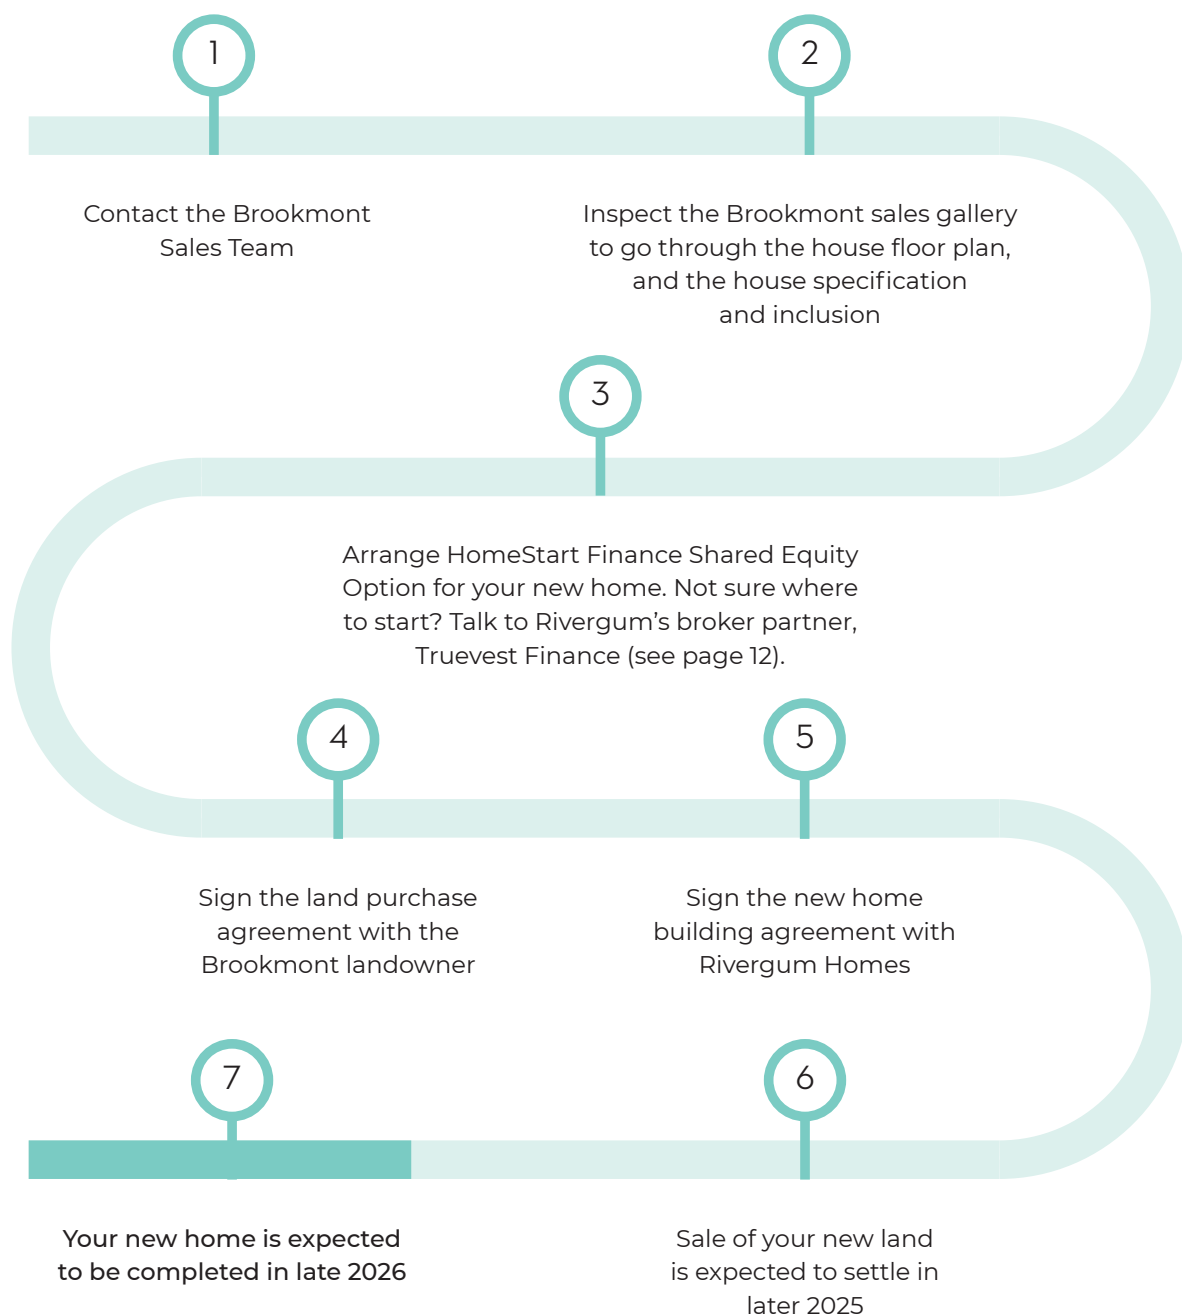 1
Contact the Brookmont
Sales Team
2
Inspect the Brookmont sales gallery
to go through the house floor plan,
and the house specification
and inclusion
3
Arrange HomeStart Finance Shared Equity
Option for your new home. Not sure where
to start? Talk to Rivergum’s broker partner,
Truevest Finance (see page 12).
4
Sign the land purchase
agreement with the
Brookmont landowner
5
Sign the new home
building agreement with
Rivergum Homes
6
Sale of your new land
is expected to settle in
later 2025
7
Your new home is expected
to be completed in late 2026